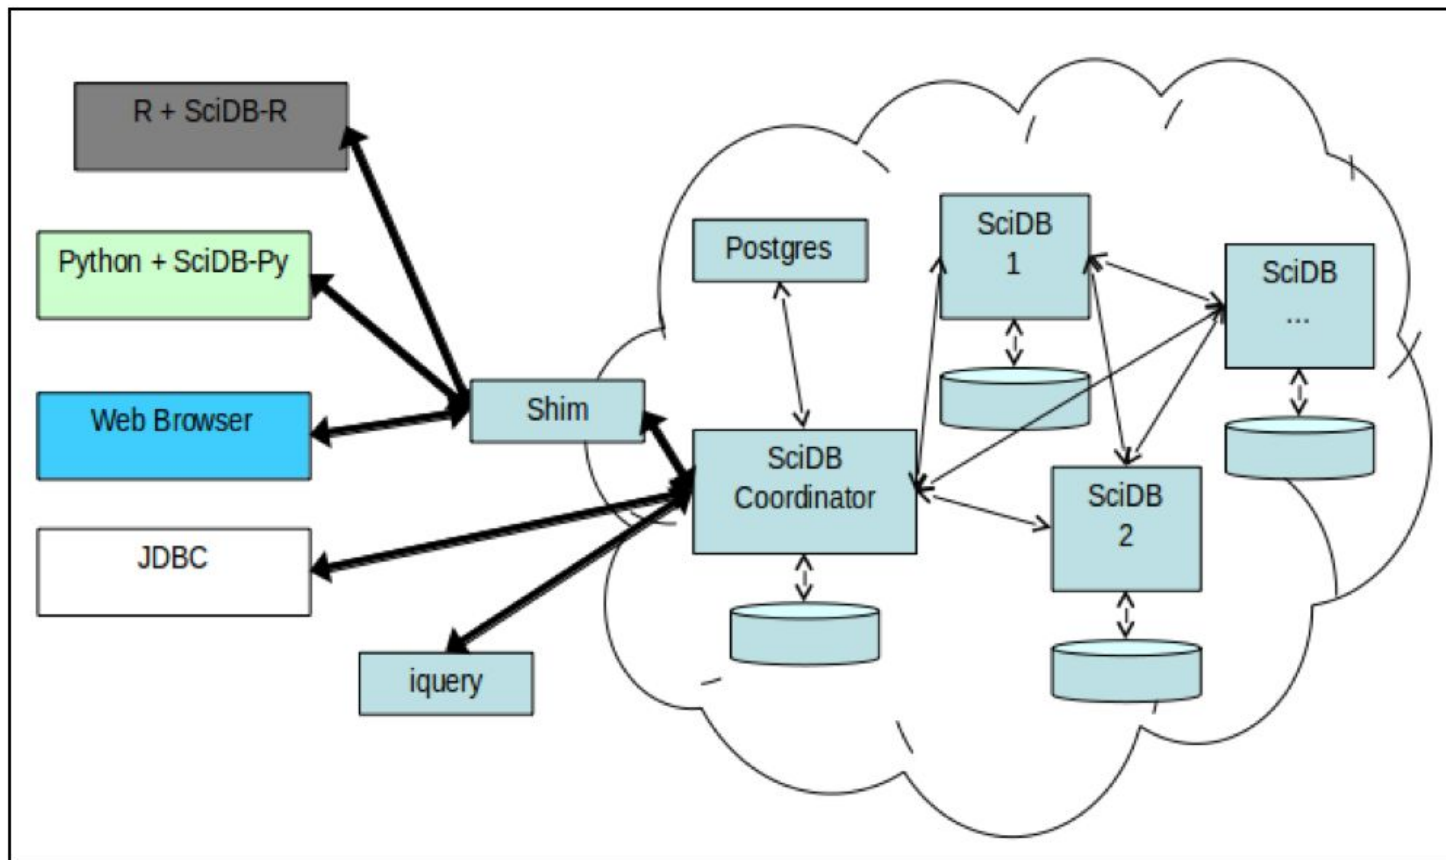 R + SciDB-R
Python + SciDB-Py
Web Browser
JDBC
iquery
Shim
Postgres
SciDB
Coordinator
SciDB
1
SciDB
2
SciDB
...